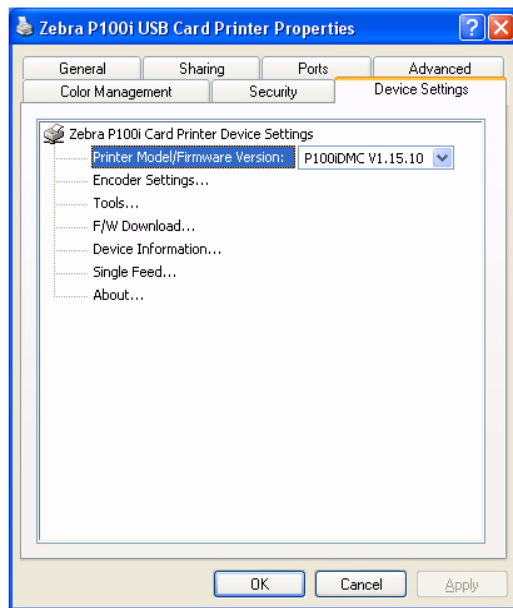 Zebra P100i USB Card Printer Properties
General Sharing Ports Advanced
Color Management Security Device Settings
Zebra P100i Card Printer Device Settings
Printer Model/Firmware Version: P100iDMC V1.15.10
Encoder Settings...
Tools...
F/W Download...
Device Information...
Single Feed...
About...
OK Cancel Apply